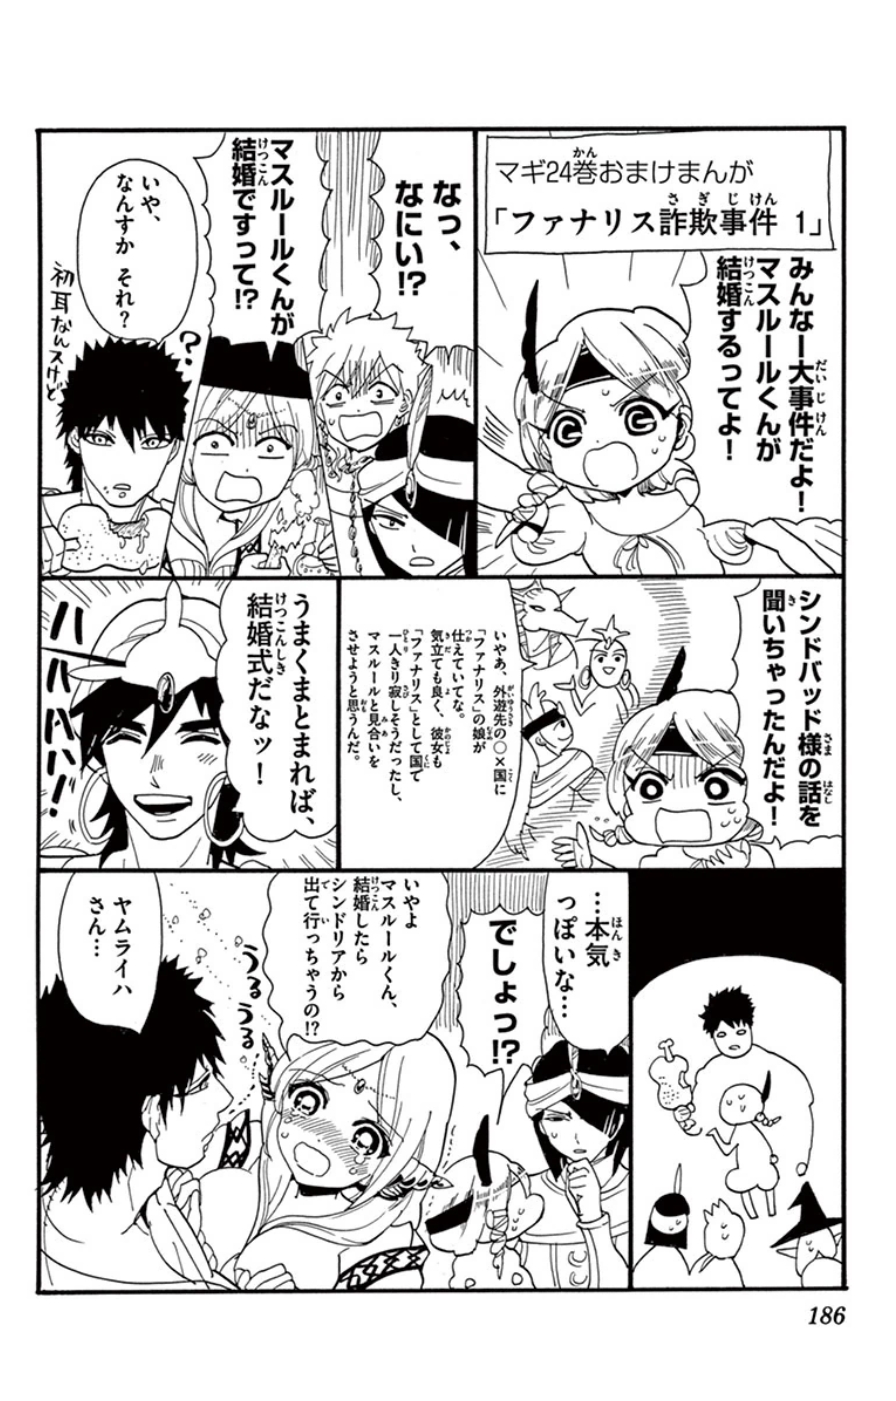 マギ24巻おまけまんが
「ファナリス詐欺事件 1」
みんなー大事件だよ!
マスルールくんが
結婚するってよ!
なっ、
なにい!?
マスルールくんが
結婚ですって!?
いや、
なんすか それ?
初耳なんスけど
?
シンドバッド様の話を
聞いちゃったんだよ!
いやあ、外遊先の○×国に
仕えていてな。
「ファナリス」の娘が
気立ても良く、彼女も
「ファナリス」として国で
一人きり寂しそうだったし、
マスルールと見合いを
させようと思うんだ。
うまくまとまれば、
結婚式だなッ!
ハハハハハ!
…本気
っぽいな…
でしょっ!?
いやよ
マスルールくん、
結婚したら
シンドリアから
出て行っちゃうの!?
うるうる
ヤムライハ
さん…
186